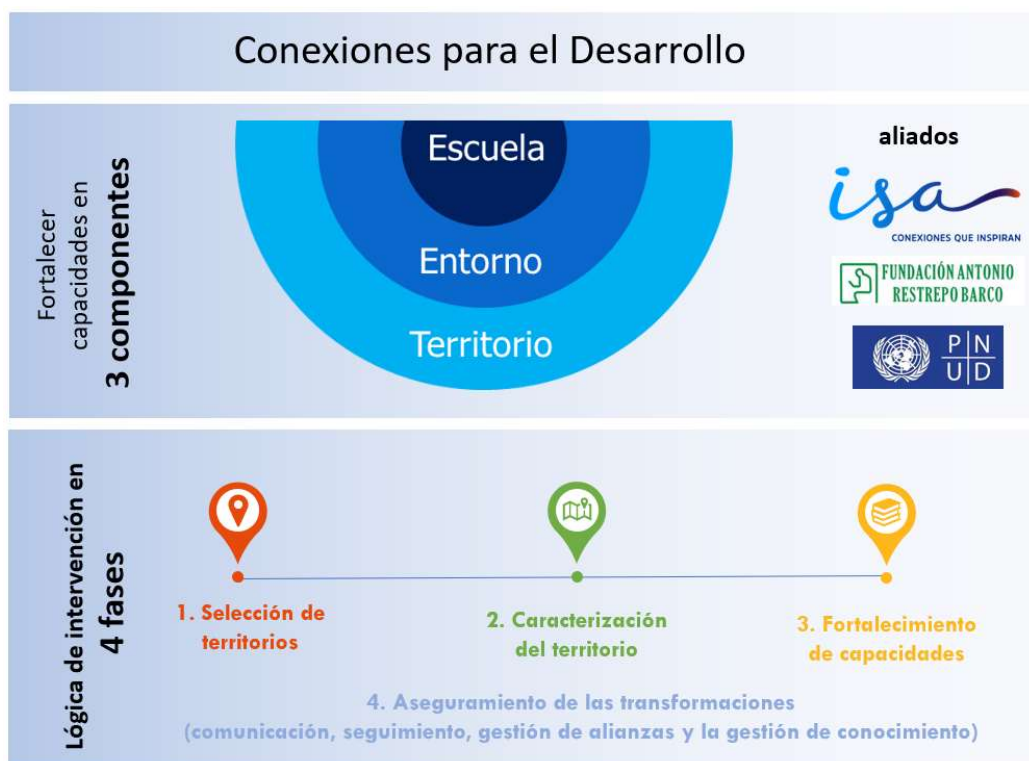 Conexiones para el Desarrollo
Fortalecer
capacidades en
3 componentes
Escuela
Entorno
Territorio
aliados
isa
CONEXIONES QUE INSPIRAN
FUNDACIÓN ANTONIO
RESTREPO BARCO
P N
U D
Lógica de intervención en
4 fases
1. Selección de
territorios
2. Caracterización
del territorio
3. Fortalecimiento
de capacidades
4. Aseguramiento de las transformaciones
(comunicación, seguimiento, gestión de alianzas y la gestión de conocimiento)